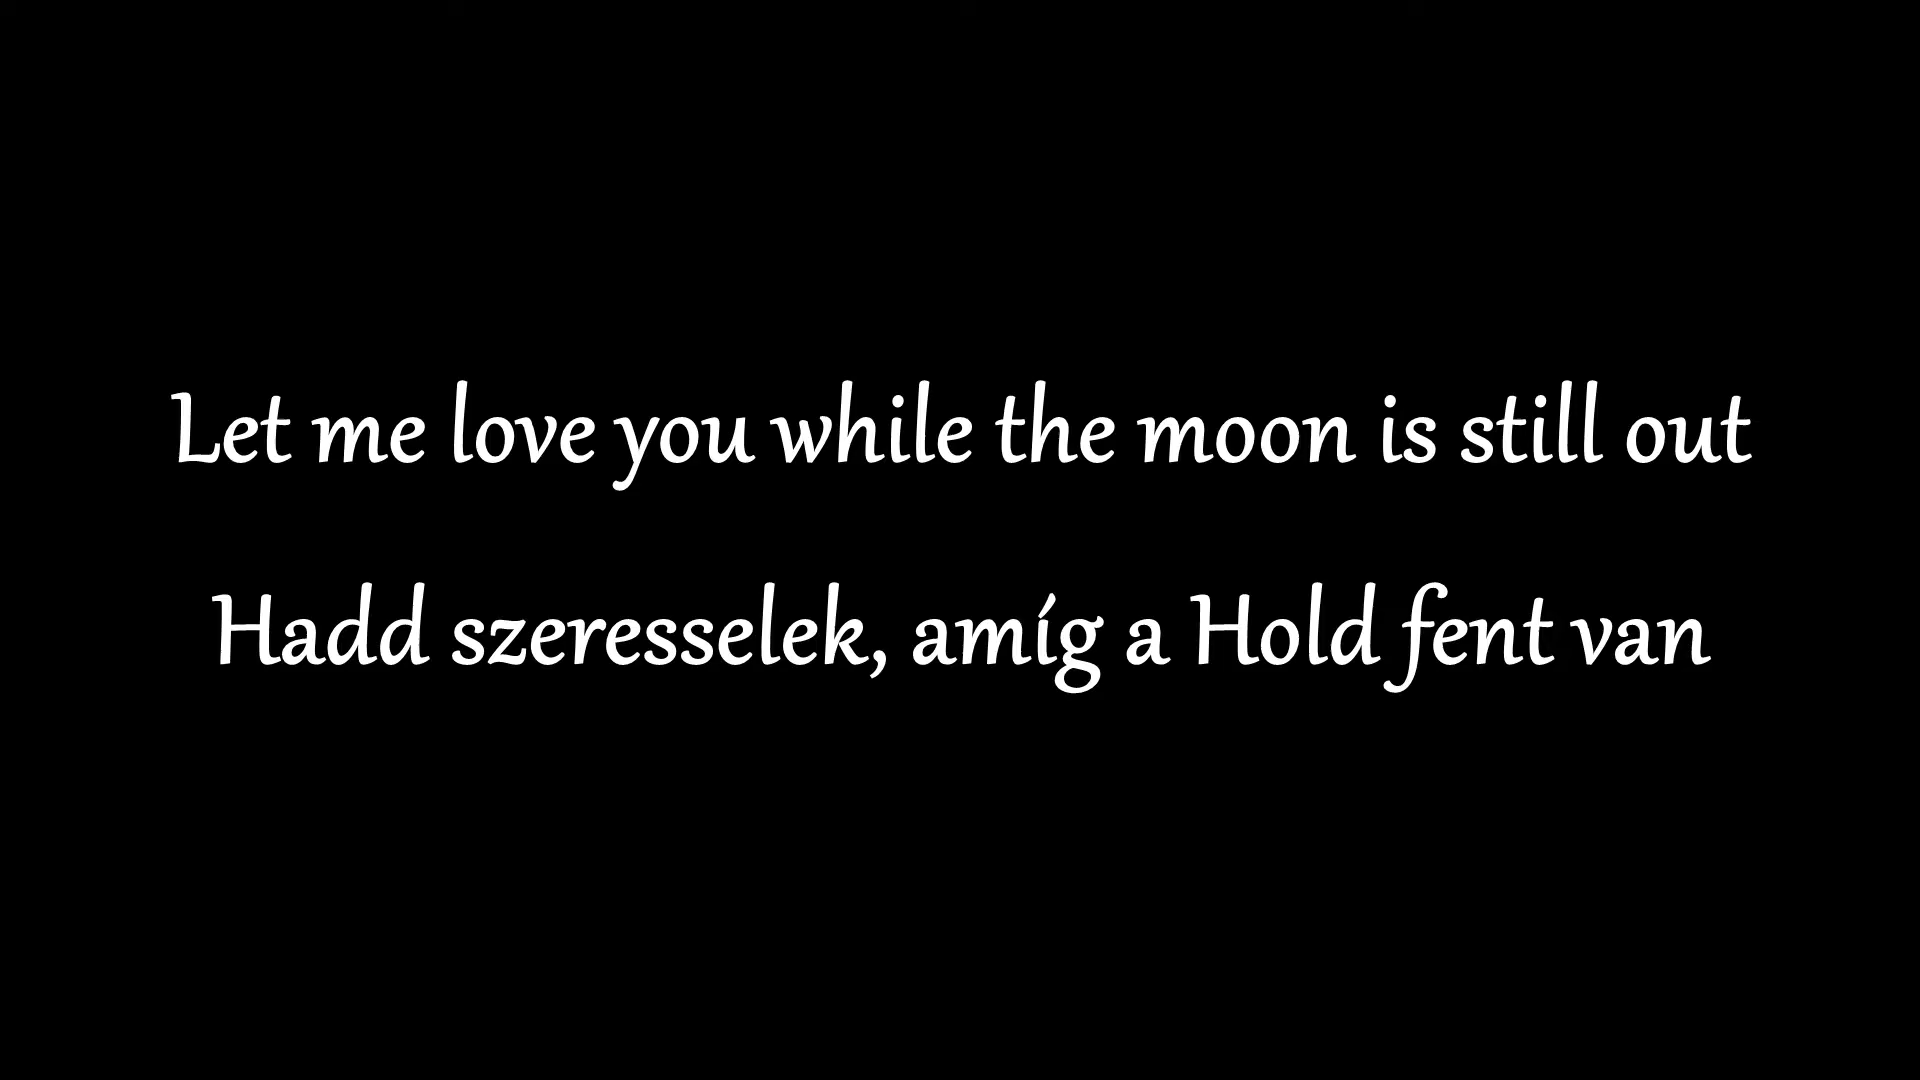 Let me love you while the moon is still out
Hadd szeresselek, amíg a Hold fent van